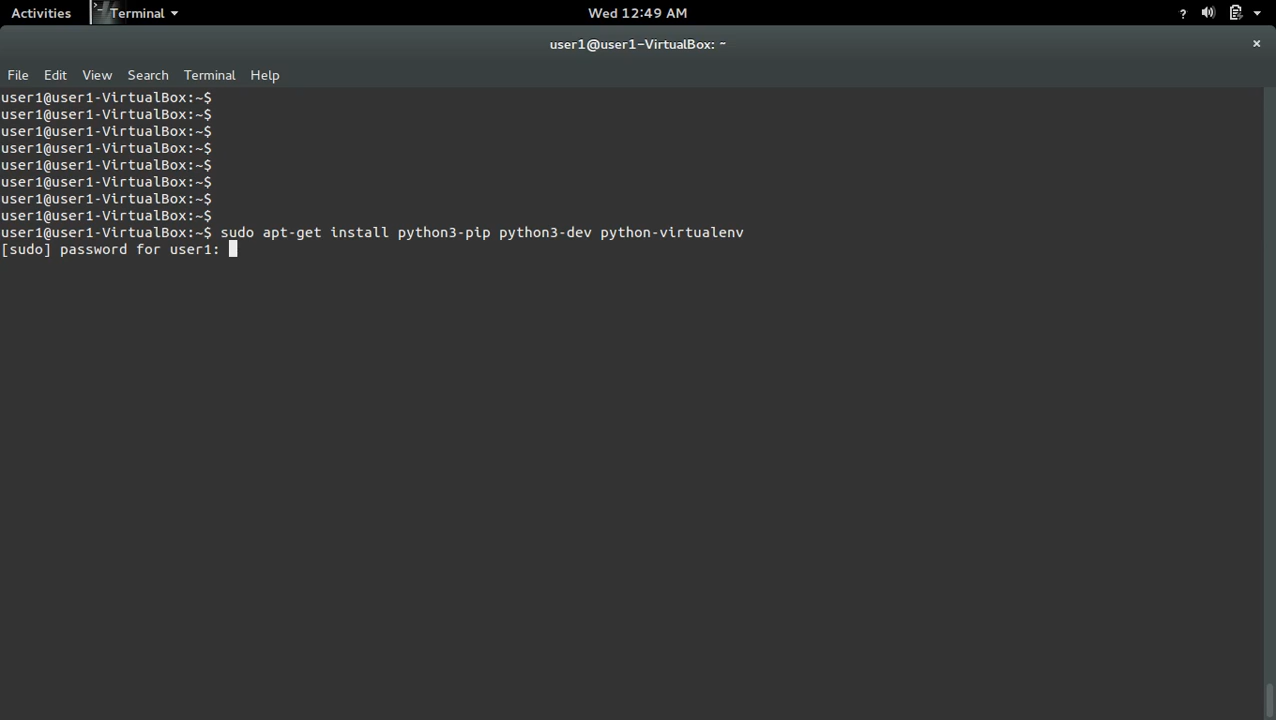 Activities Terminal Wed 12:49 AM ?
user1@user1-VirtualBox: ~ ×
File Edit View Search Terminal Help
user1@user1-VirtualBox:~$
user1@user1-VirtualBox:~$
user1@user1-VirtualBox:~$
user1@user1-VirtualBox:~$
user1@user1-VirtualBox:~$
user1@user1-VirtualBox:~$
user1@user1-VirtualBox:~$
user1@user1-VirtualBox:~$
user1@user1-VirtualBox:~$ sudo apt-get install python3-pip python3-dev python-virtualenv
[sudo] password for user1: